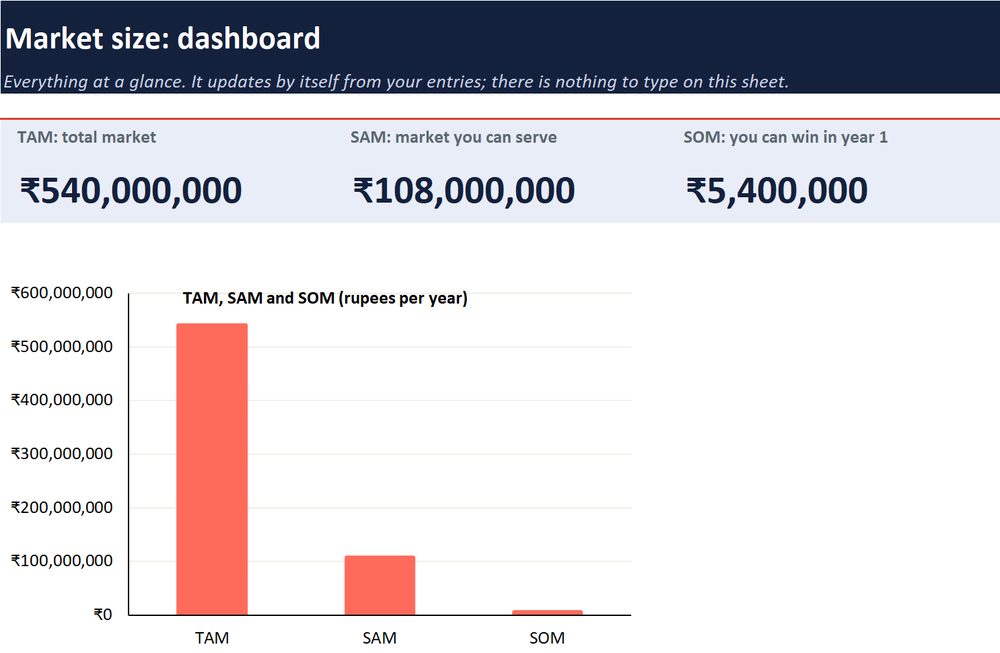 Market size: dashboard
Everything at a glance. It updates by itself from your entries; there is nothing to type on this sheet.
TAM: total market
SAM: market you can serve
SOM: you can win in year 1
₹540,000,000
₹108,000,000
₹5,400,000
TAM, SAM and SOM (rupees per year)
₹600,000,000
₹500,000,000
₹400,000,000
₹300,000,000
₹200,000,000
₹100,000,000
₹0
TAM
SAM
SOM